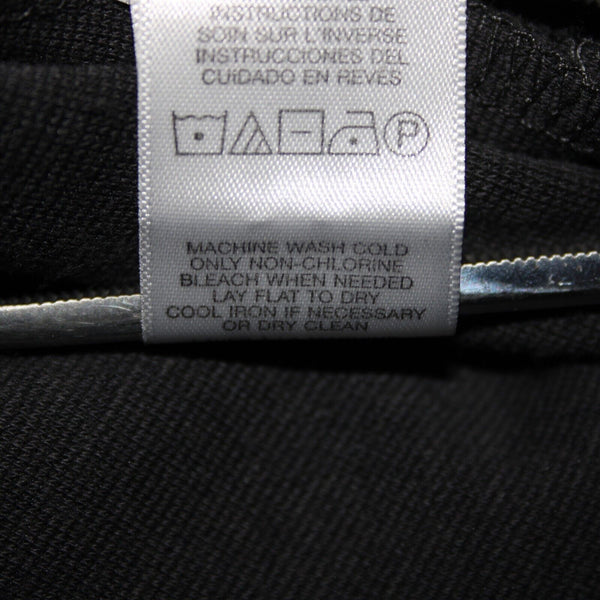 INSTRUCTIONS DE
SOIN SUR L'INVERSE
INSTRUCCIONES DEL
CUIDADO EN REVES
P
MACHINE WASH COLD
ONLY NON-CHLORINE
BLEACH WHEN NEEDED
LAY FLAT TO DRY
COOL IRON IF NECESSARY
OR DRY CLEAN